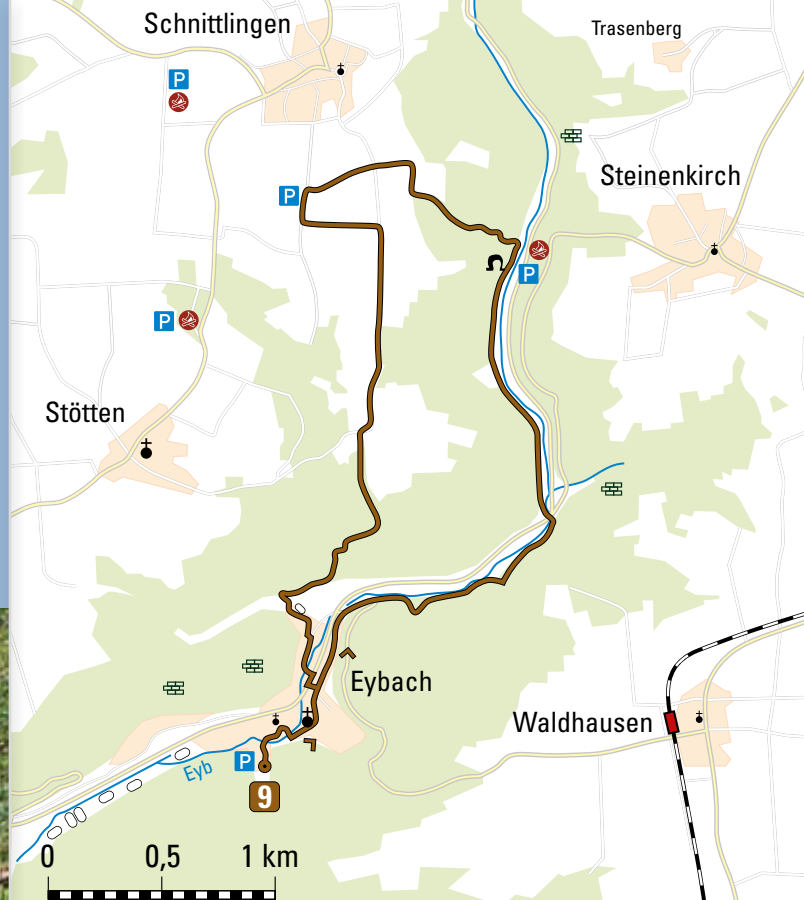 Schnittlingen
Trasenberg
P
Steinenkirch
P
P
P
Stötten
Eybach
Waldhausen
P
Eyb
9
0 0,5 1 km